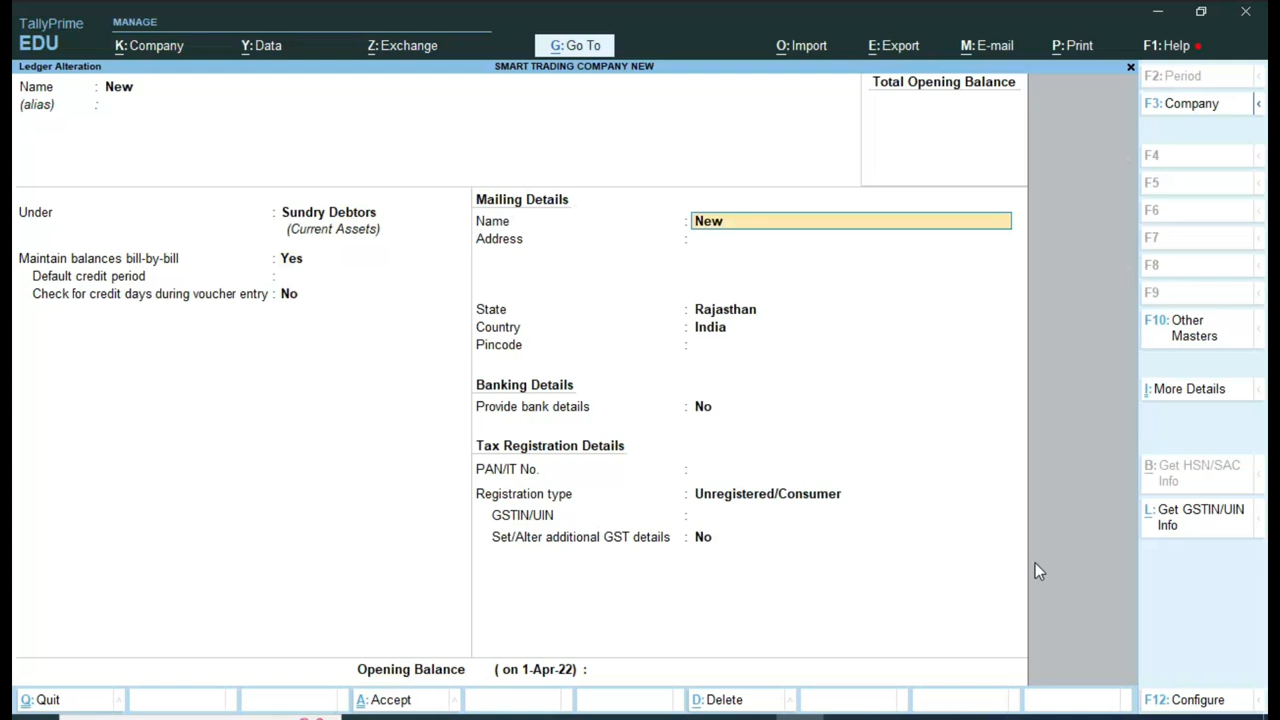 TallyPrime
MANAGE
EDU
K: Company
Y: Data
Z: Exchange
G: Go To
O: Import
E: Export
M: E-mail
P: Print
F1: Help
Ledger Alteration
SMART TRADING COMPANY NEW
Name : New
(alias) :
Total Opening Balance
Under : Sundry Debtors
(Current Assets)
Maintain balances bill-by-bill : Yes
Default credit period :
Check for credit days during voucher entry : No
Mailing Details
Name : New
Address :
State : Rajasthan
Country : India
Pincode :
Banking Details
Provide bank details : No
Tax Registration Details
PAN/IT No. :
Registration type : Unregistered/Consumer
GSTIN/UIN :
Set/Alter additional GST details : No
Opening Balance ( on 1-Apr-22) :
F2: Period
F3: Company
F4
F5
F6
F7
F8
F9
F10: Other
Masters
I: More Details
B: Get HSN/SAC
Info
L: Get GSTIN/UIN
Info
Q: Quit
A: Accept
D: Delete
F12: Configure